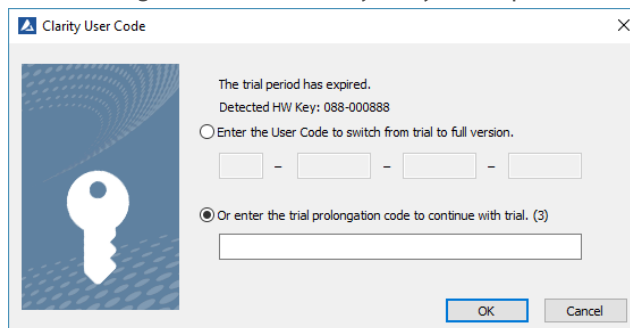 Clarity User Code
The trial period has expired.
Detected HW Key: 088-000888
Enter the User Code to switch from trial to full version.
– – –
Or enter the trial prolongation code to continue with trial. (3)
OK Cancel